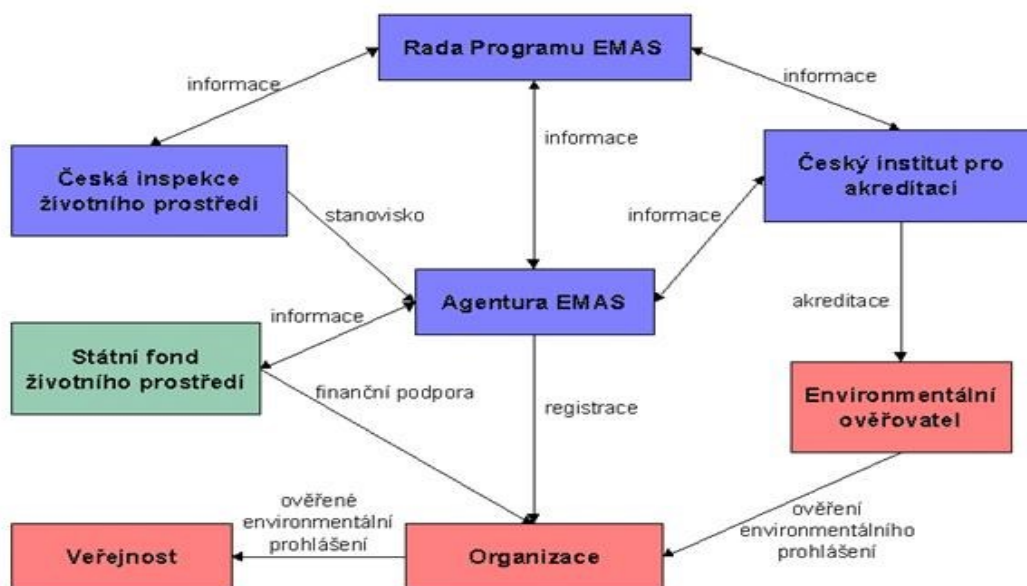 Rada Programu EMAS
informace
informace
informace
Česká inspekce
životního prostředí
Český institut pro
akreditaci
stanovisko
informace
Agentura EMAS
informace
akreditace
Státní fond
životního prostředí
finanční podpora
registrace
Environmentální
ověřovatel
ověřené
environmentální
prohlášení
ověření
environmentálního
prohlášení
Veřejnost
Organizace